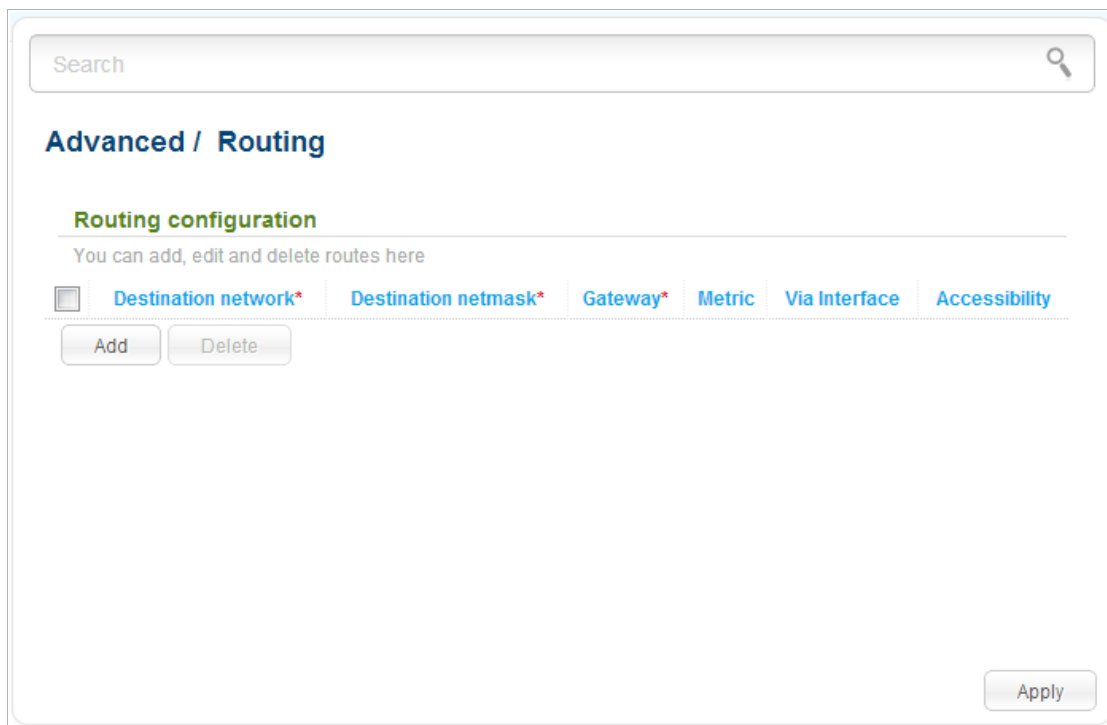 Search
Advanced / Routing
Routing configuration
You can add, edit and delete routes here
Destination network* Destination netmask* Gateway* Metric Via Interface Accessibility
Add Delete
Apply